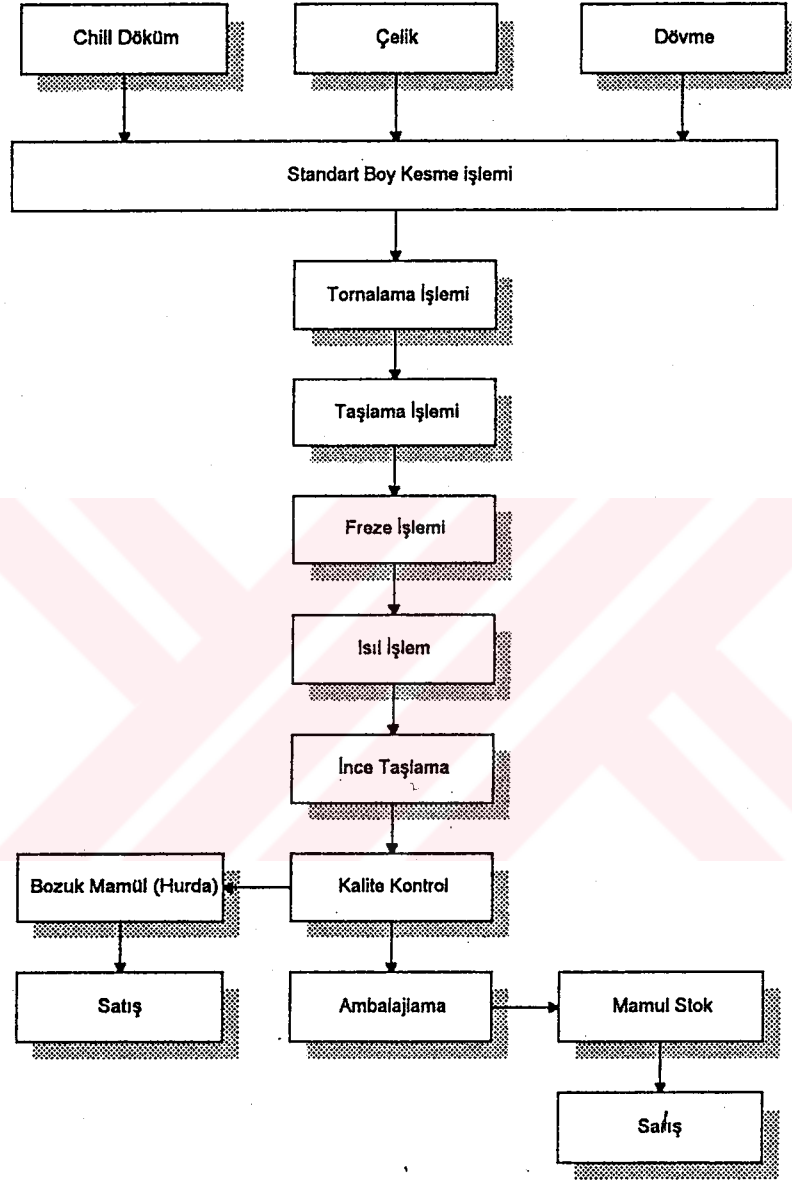 Chill Döküm
Çelik
Dövme
Standart Boy Kesme işlemi
Tornalama İşlemi
Taşlama İşlemi
Freze İşlemi
Isıl İşlem
İnce Taşlama
Bozuk Mamül (Hurda)
Kalite Kontrol
Satış
Ambalajlama
Mamul Stok
Satış